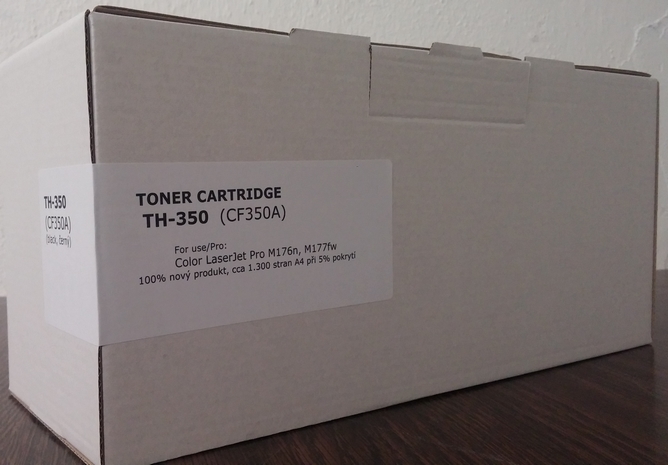 TH-350
(CF350A)
(black, černý)
TONER CARTRIDGE
TH-350 (CF350A)
For use/Pro:
Color LaserJet Pro M176n, M177fw
100% nový produkt, cca 1.300 stran A4 při 5% pokrytí